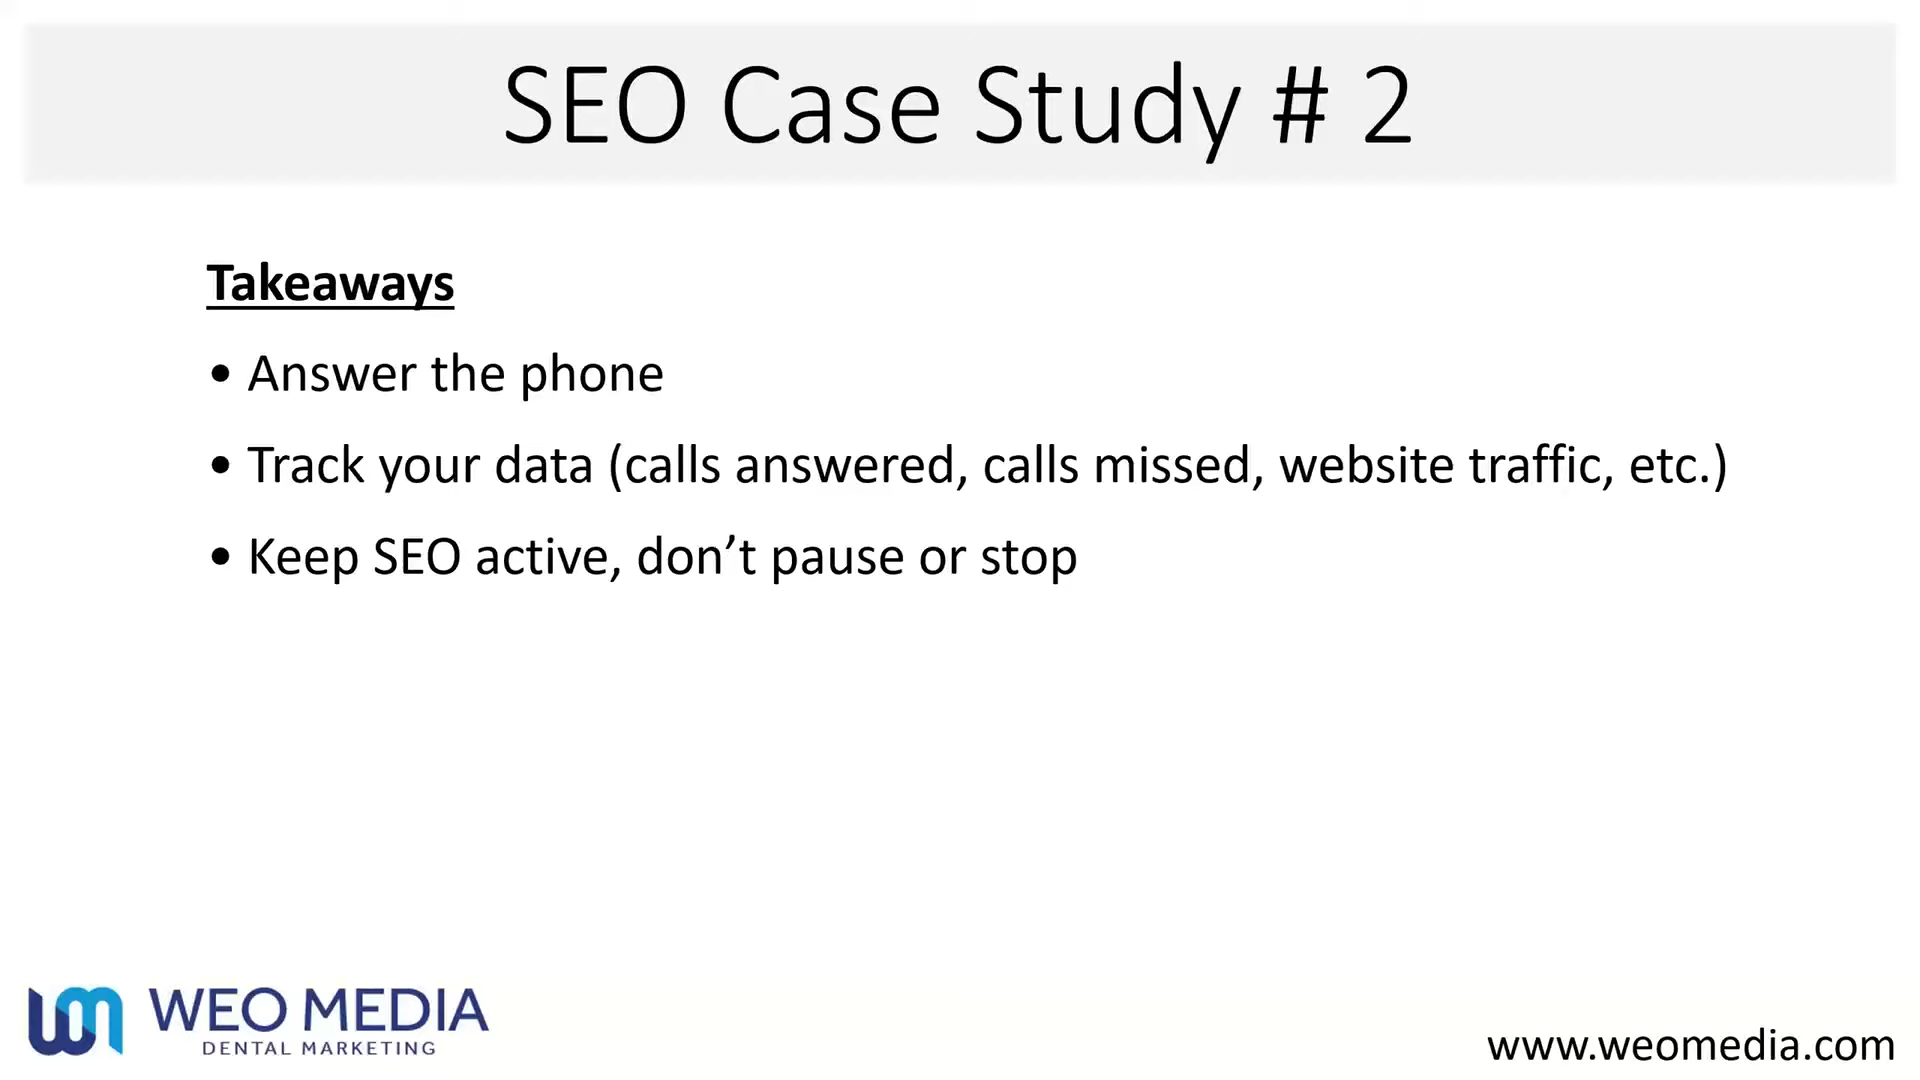 SEO Case Study # 2
Takeaways
• Answer the phone
• Track your data (calls answered, calls missed, website traffic, etc.)
• Keep SEO active, don’t pause or stop
WEO MEDIA
DENTAL MARKETING
www.weomedia.com